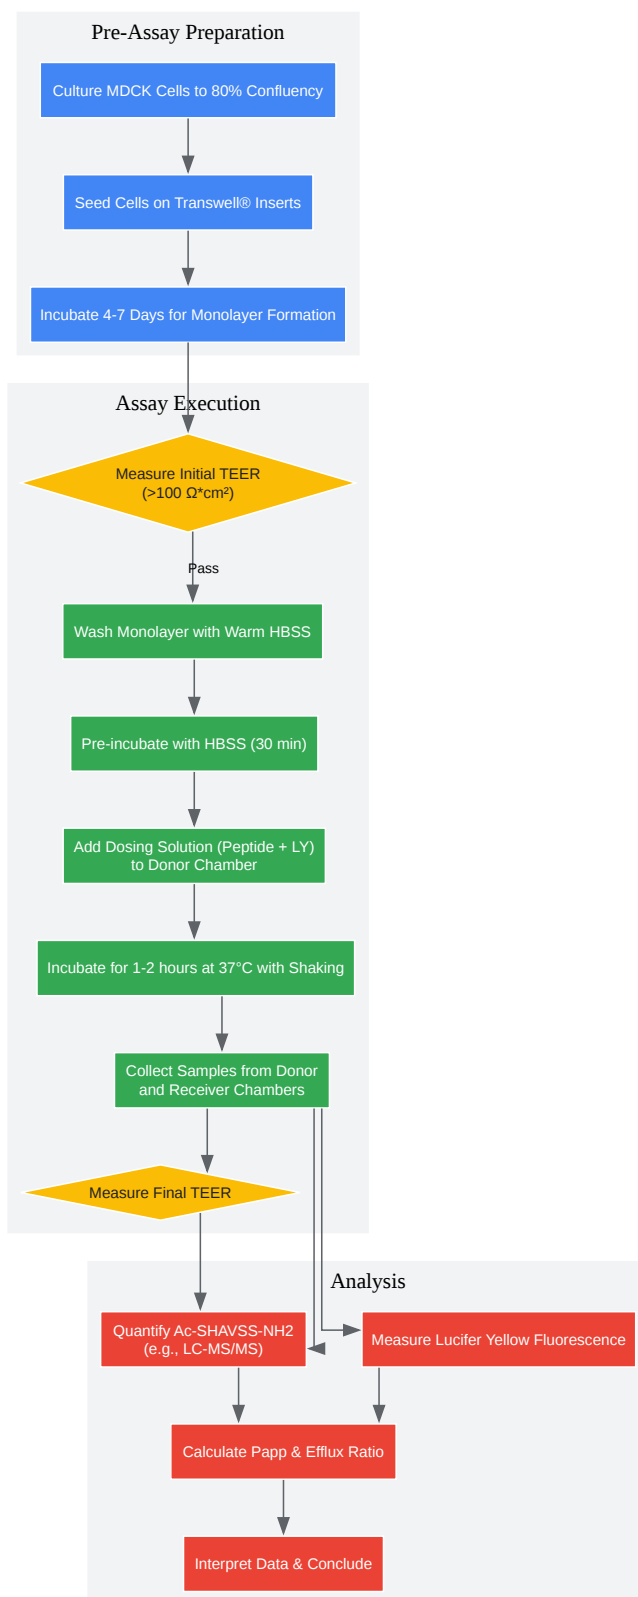 Pre-Assay Preparation
Culture MDCK Cells to 80% Confluency
Seed Cells on Transwell® Inserts
Incubate 4-7 Days for Monolayer Formation
Assay Execution
Measure Initial TEER
(>100 Ω*cm²)
Pass
Wash Monolayer with Warm HBSS
Pre-incubate with HBSS (30 min)
Add Dosing Solution (Peptide + LY)
to Donor Chamber
Incubate for 1-2 hours at 37°C with Shaking
Collect Samples from Donor
and Receiver Chambers
Measure Final TEER
Analysis
Quantify Ac-SHAVSS-NH2
(e.g., LC-MS/MS)
Measure Lucifer Yellow Fluorescence
Calculate Papp & Efflux Ratio
Interpret Data & Conclude